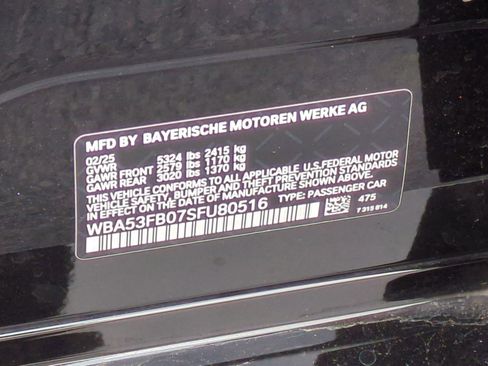 MFD BY BAYERISCHE MOTOREN WERKE AG
02/25 5324 lbs 2415 kg
GVWR
GAWR FRONT 2579 lbs 1170 kg
GAWR REAR 3020 lbs 1370 kg
THIS VEHICLE CONFORMS TO ALL APPLICABLE U.S. FEDERAL MOTOR
VEHICLE SAFETY, BUMPER AND THEFT PREVENTION STANDARDS
IN EFFECT ON THE DATE OF MANUFACTURE SHOWN ABOVE.
WBA53FB07SFU80516 TYPE: PASSENGER CAR
475
7 319 814